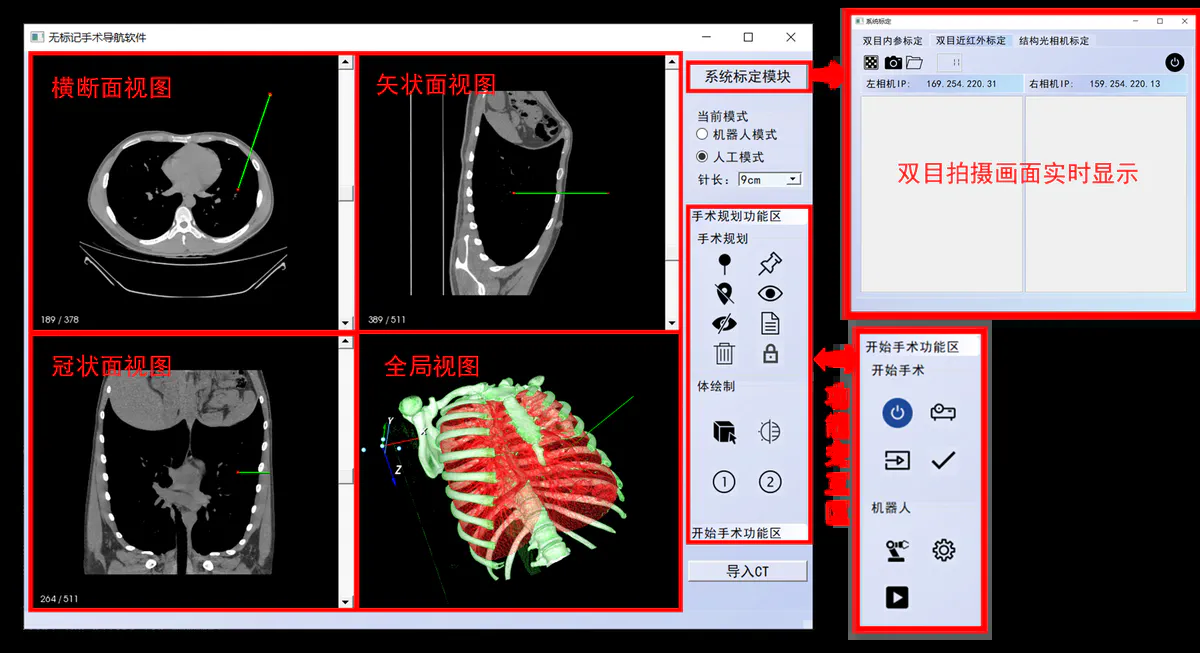 无标记手术导航软件
横断面视图
189 / 378
矢状面视图
389 / 511
冠状面视图
264 / 511
全局视图
Y
X
Z
系统标定模块
当前模式
机器人模式
人工模式
针长: 9cm
手术规划功能区
手术规划
体绘制
1 2
开始手术功能区
导入CT
系统标定
双目内参标定 双目近红外标定 结构光相机标定
左相机IP: 169.254.220.31 右相机IP: 159.254.220.13
双目拍摄画面实时显示
开始手术功能区
开始手术
机器人